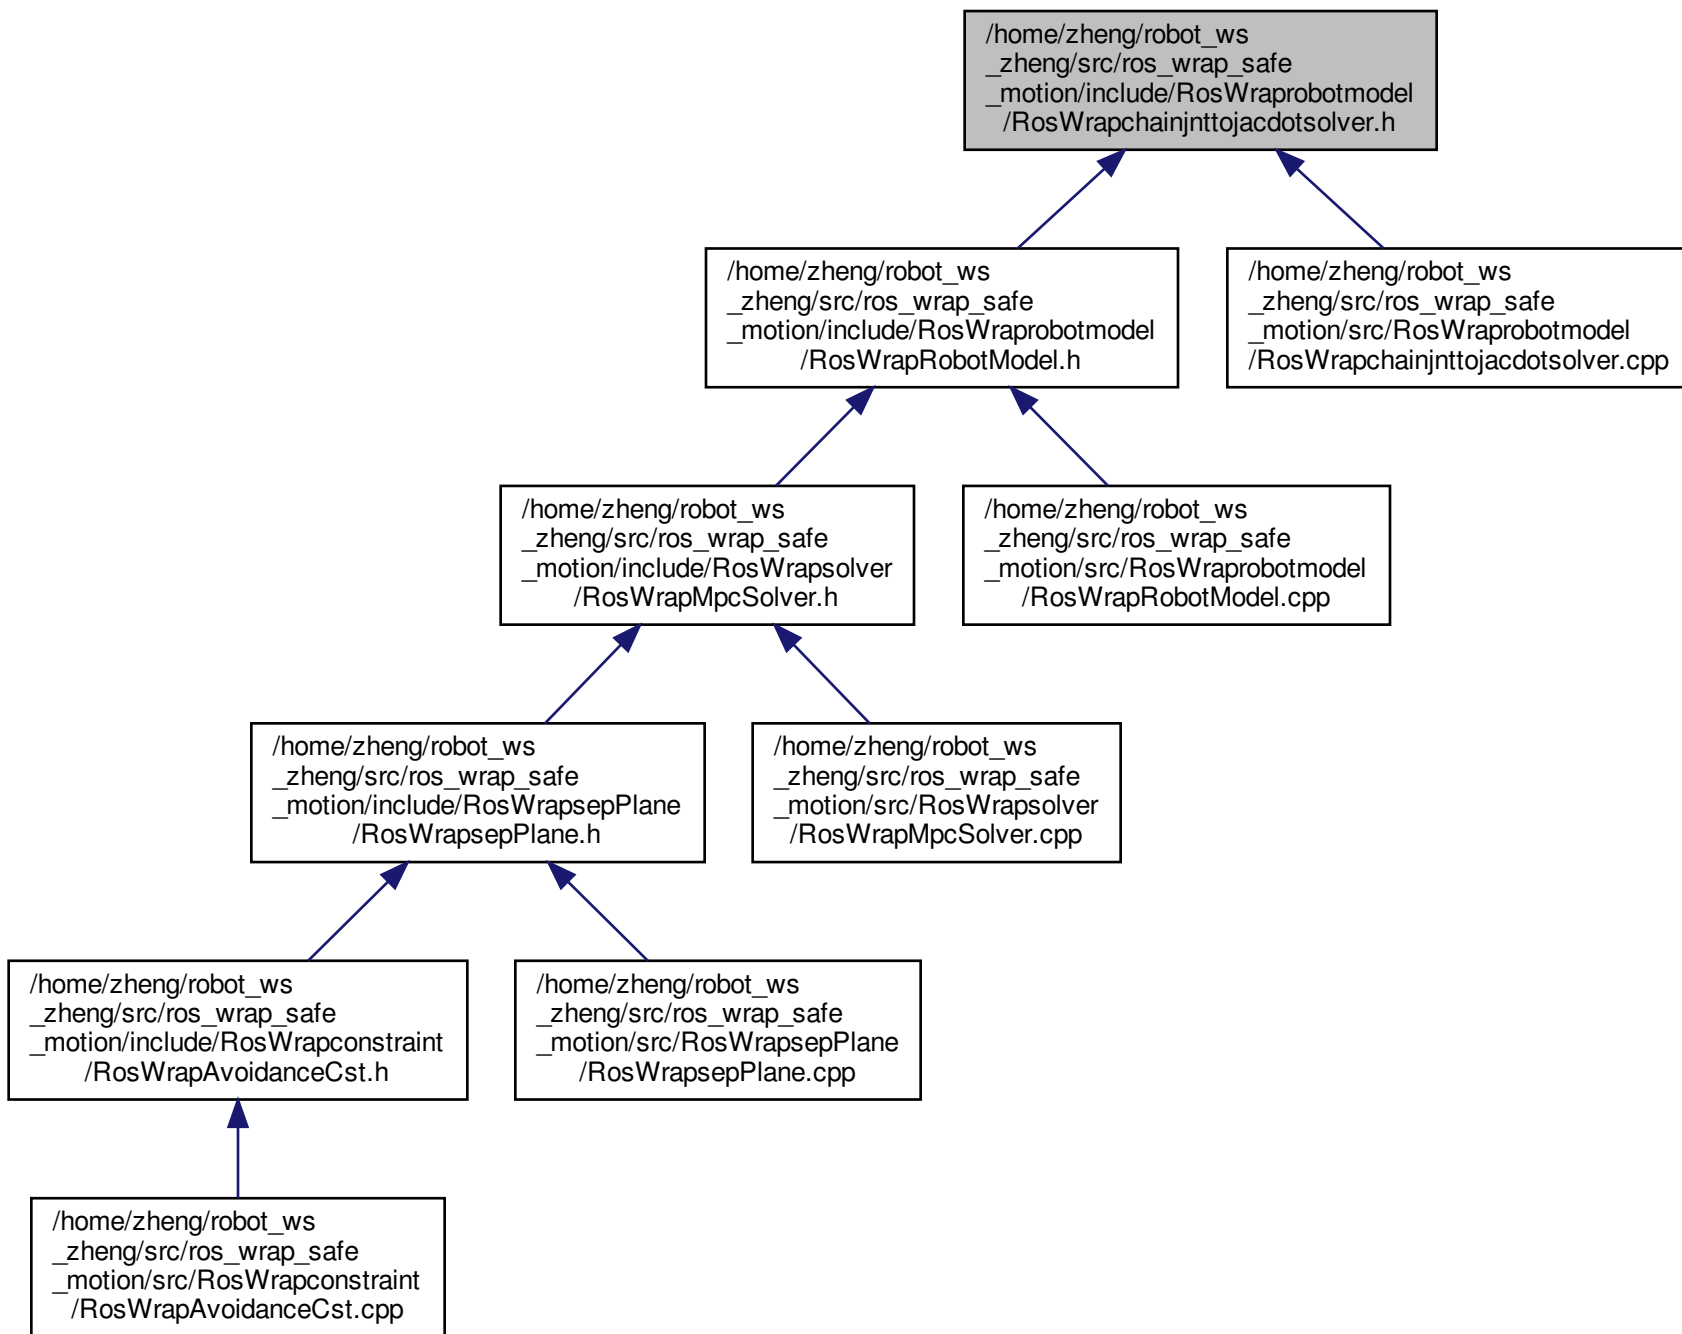 /home/zheng/robot_ws
_zheng/src/ros_wrap_safe
_motion/include/RosWraprobotmodel
/RosWrapchainjnttojacdotsolver.h
/home/zheng/robot_ws
_zheng/src/ros_wrap_safe
_motion/include/RosWraprobotmodel
/RosWrapRobotModel.h
/home/zheng/robot_ws
_zheng/src/ros_wrap_safe
_motion/src/RosWraprobotmodel
/RosWrapchainjnttojacdotsolver.cpp
/home/zheng/robot_ws
_zheng/src/ros_wrap_safe
_motion/include/RosWrapsolver
/RosWrapMpcSolver.h
/home/zheng/robot_ws
_zheng/src/ros_wrap_safe
_motion/src/RosWraprobotmodel
/RosWrapRobotModel.cpp
/home/zheng/robot_ws
_zheng/src/ros_wrap_safe
_motion/include/RosWrapsepPlane
/RosWrapsepPlane.h
/home/zheng/robot_ws
_zheng/src/ros_wrap_safe
_motion/src/RosWrapsolver
/RosWrapMpcSolver.cpp
/home/zheng/robot_ws
_zheng/src/ros_wrap_safe
_motion/include/RosWrapconstraint
/RosWrapAvoidanceCst.h
/home/zheng/robot_ws
_zheng/src/ros_wrap_safe
_motion/src/RosWrapsepPlane
/RosWrapsepPlane.cpp
/home/zheng/robot_ws
_zheng/src/ros_wrap_safe
_motion/src/RosWrapconstraint
/RosWrapAvoidanceCst.cpp